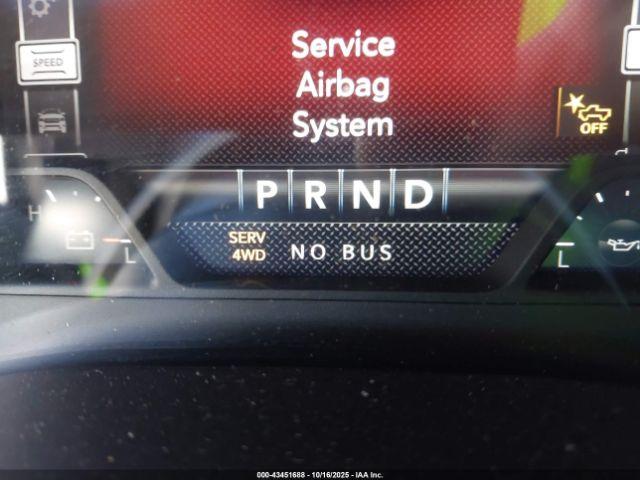 SPEED
Service
Airbag
System
OFF
P R N D
H
SERV
4WD
NO BUS
L
L
000-43451688 - 10/16/2025 - IAA Inc.